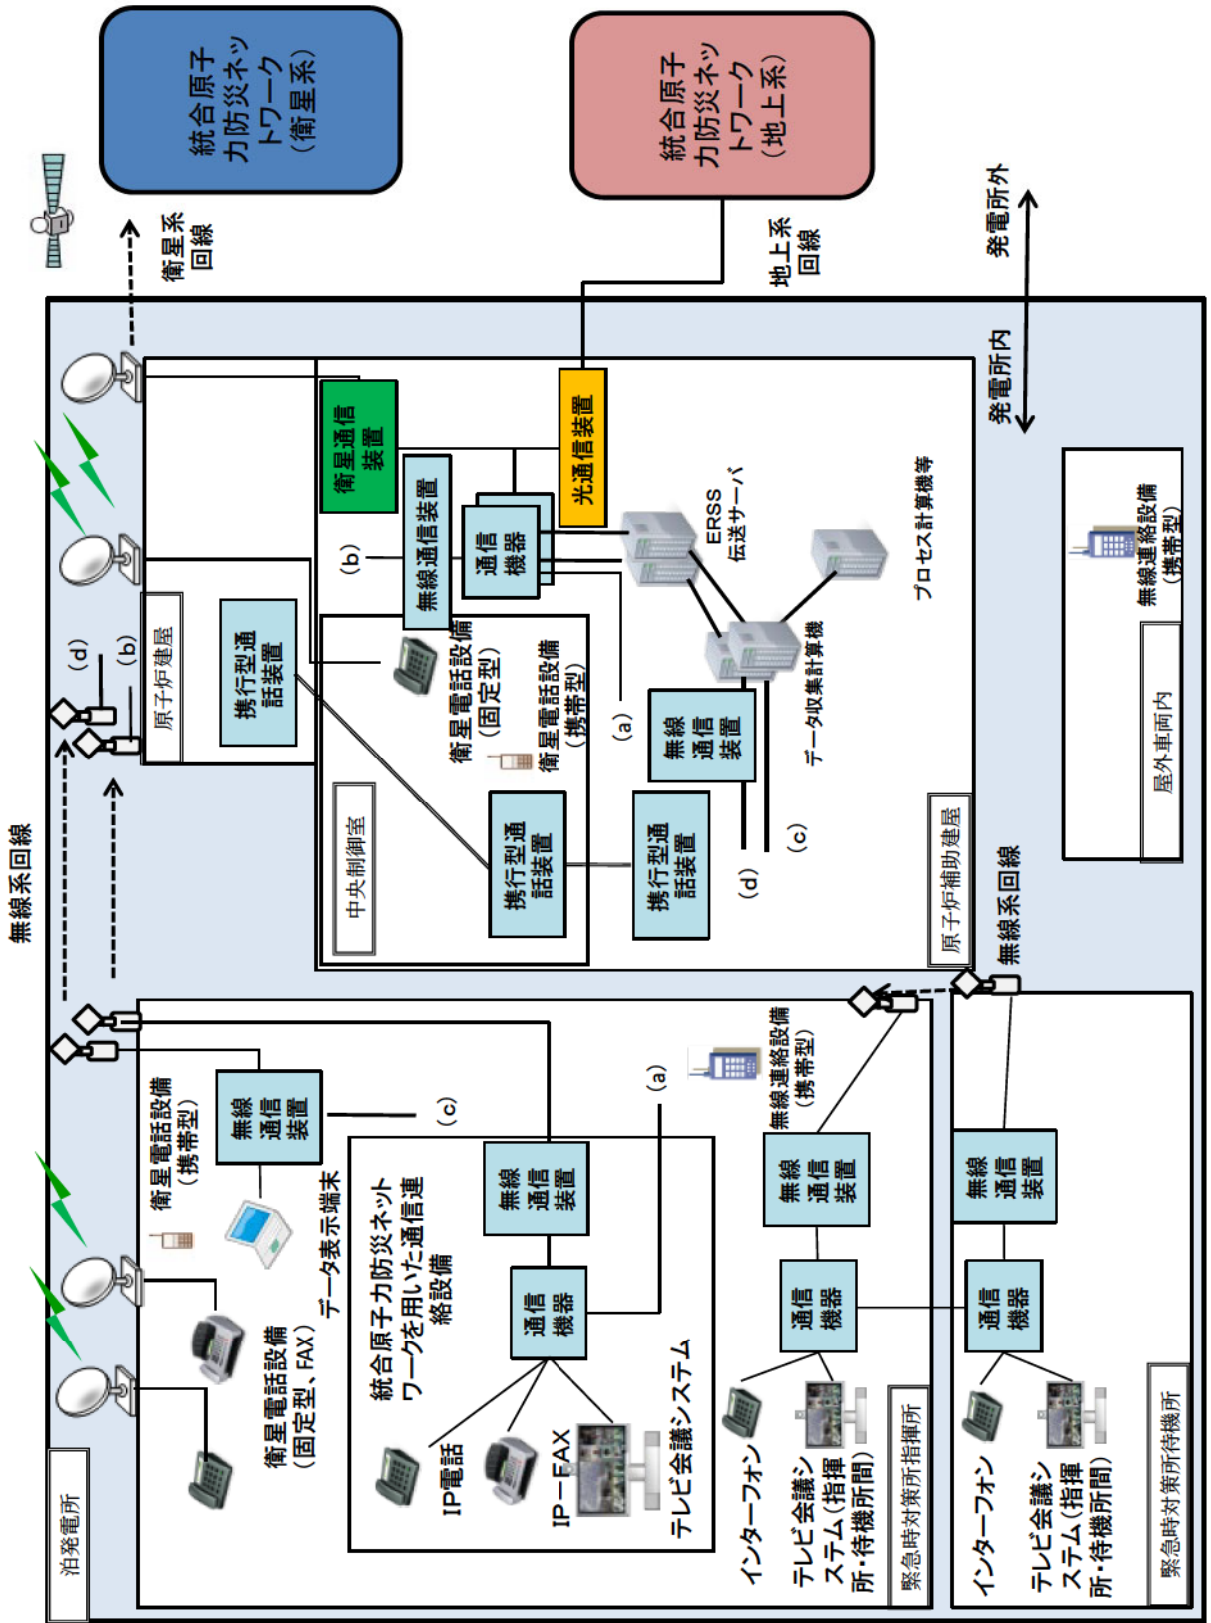 泊発電所
無線系回線
衛星系
回線
統合原子
力防災ネッ
トワーク
（衛星系）
統合原子
力防災ネッ
トワーク
（地上系）
地上系
回線
発電所内
発電所外
衛星電話設備
（固定型、FAX）
衛星電話設備
（携帯型）
データ表示端末
無線
通信
装置
(c)
統合原子力防災ネット
ワークを用いた通信連
絡設備
IP電話
IP－FAX
テレビ会議システム
通信
機器
無線
通信
装置
(a)
無線連絡設備
（携帯型）
インターフォン
テレビ会議シ
ステム（指揮
所・待機所間）
通信
機器
無線
通信
装置
緊急時対策所指揮所
インターフォン
テレビ会議シ
ステム（指揮
所・待機所間）
通信
機器
無線
通信
装置
緊急時対策所待機所
無線系回線
(d)
(b)
原子炉建屋
携行型通
話装置
中央制御室
携行型通
話装置
衛星電話設備
（固定型）
衛星電話設備
（携帯型）
携行型通
話装置
無線通信装置
(b)
衛星通信
装置
通信
機器
光通信装置
(a)
無線
通信
装置
(d)
(c)
ERSS
伝送サーバ
データ収集計算機
プロセス計算機等
原子炉補助建屋
無線連絡設備
（携帯型）
屋外車両内